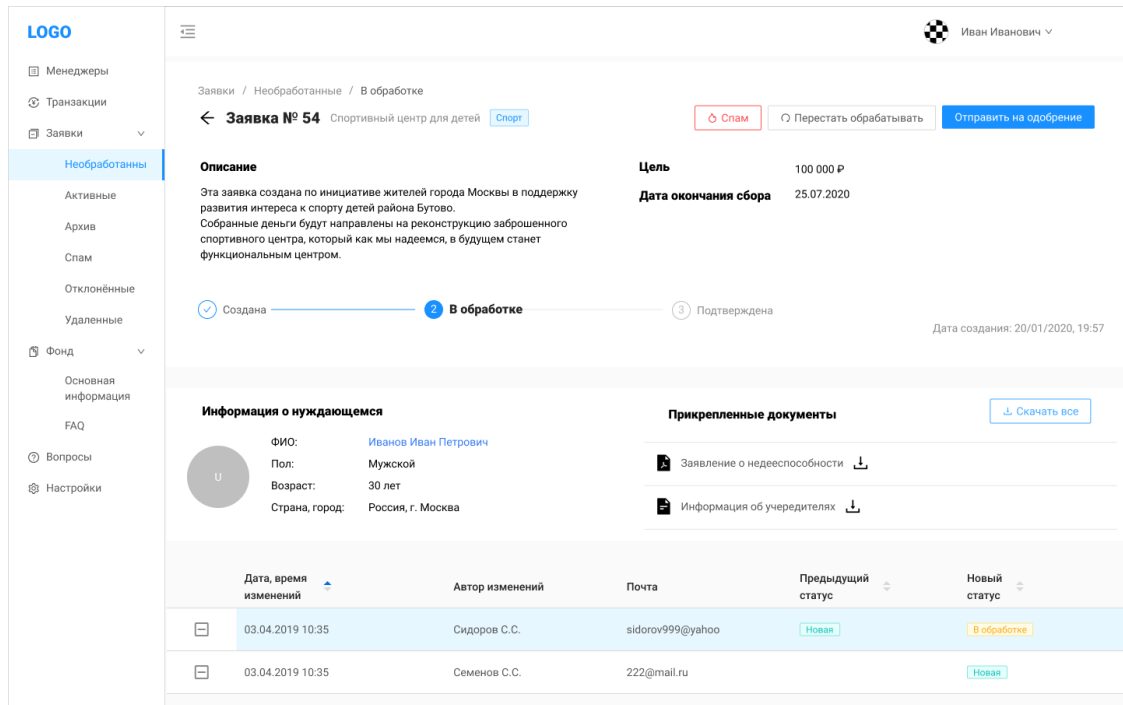 LOGO
Иван Иванович
Менеджеры
Транзакции
Заявки
Необработанны
Активные
Архив
Спам
Отклонённые
Удаленные
Фонд
Основная
информация
FAQ
Вопросы
Настройки
Заявки / Необработанные / В обработке
Заявка № 54 Спортивный центр для детей Спорт
Спам Перестать обрабатывать Отправить на одобрение
Описание
Эта заявка создана по инициативе жителей города Москвы в поддержку
развития интереса к спорту детей района Бутово.
Собранные деньги будут направлены на реконструкцию заброшенного
спортивного центра, который как мы надеемся, в будущем станет
функциональным центром.
Цель 100 000 ₽
Дата окончания сбора 25.07.2020
Создана 2 В обработке 3 Подтверждена
Дата создания: 20/01/2020, 19:57
Информация о нуждающемся
U
ФИО: Иванов Иван Петрович
Пол: Мужской
Возраст: 30 лет
Страна, город: Россия, г. Москва
Прикрепленные документы Скачать все
Заявление о недееспособности
Информация об учередителях
Дата, время
изменений
Автор изменений
Почта
Предыдущий
статус
Новый
статус
03.04.2019 10:35 Сидоров С.С. sidorov999@yahoo Новая В обработке
03.04.2019 10:35 Семенов С.С. 222@mail.ru Новая